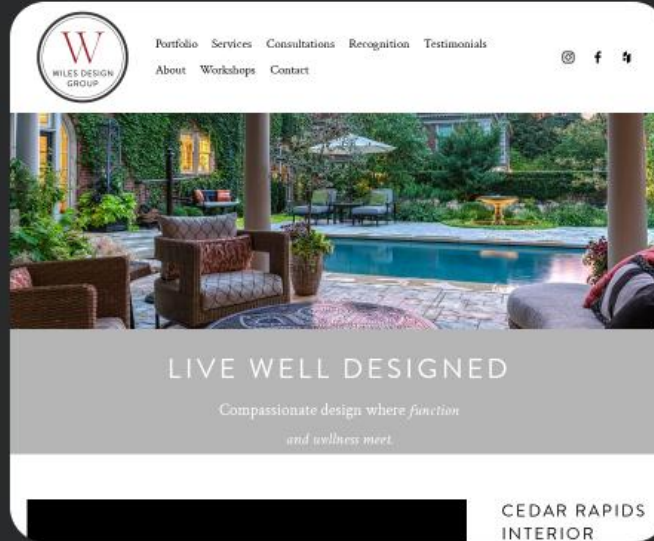 W
WILES DESIGN
GROUP
Portfolio Services Consultations Recognition Testimonials
About Workshops Contact
LIVE WELL DESIGNED
Compassionate design where function
and wellness meet.
CEDAR RAPIDS
INTERIOR